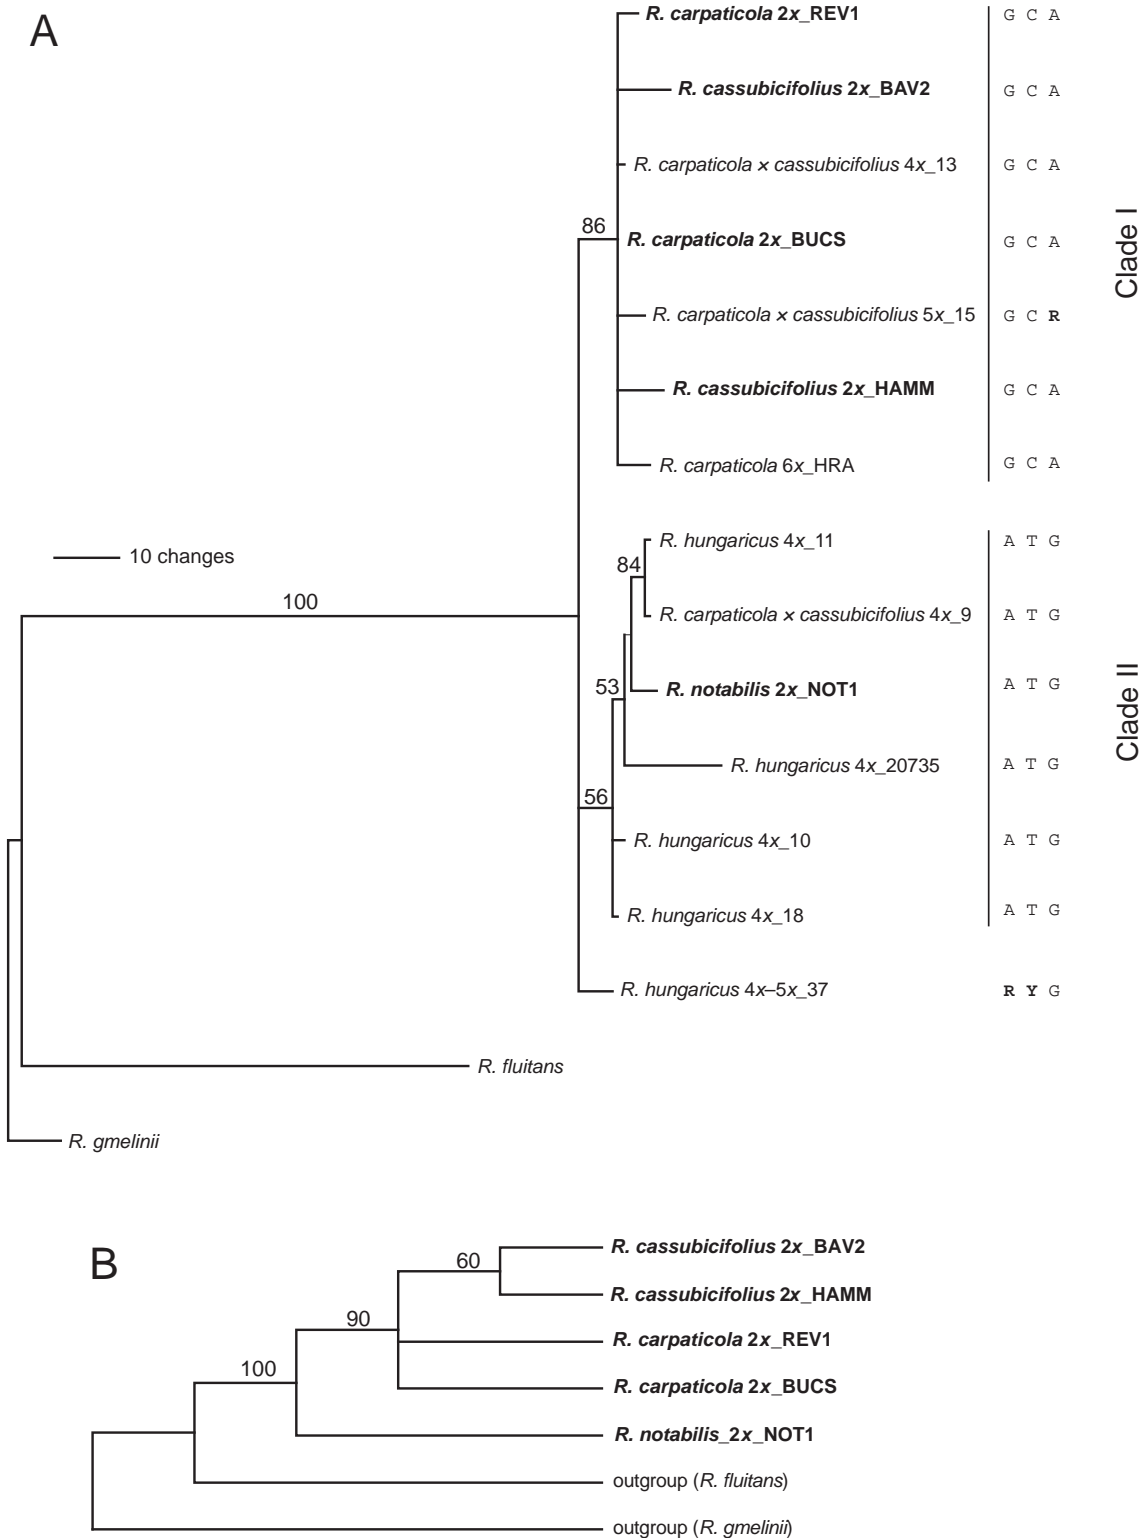 A
R. carpaticola 2x_REV1 G C A
R. cassubicifolius 2x_BAV2 G C A
R. carpaticola × cassubicifolius 4x_13 G C A
86
R. carpaticola 2x_BUCS G C A
Clade I
R. carpaticola × cassubicifolius 5x_15 G C R
R. cassubicifolius 2x_HAMM G C A
R. carpaticola 6x_HRA G C A
R. hungaricus 4x_11 A T G
10 changes
84
100
R. carpaticola × cassubicifolius 4x_9 A T G
53
R. notabilis 2x_NOT1 A T G
Clade II
R. hungaricus 4x_20735 A T G
56
R. hungaricus 4x_10 A T G
R. hungaricus 4x_18 A T G
R. hungaricus 4x–5x_37 R Y G
R. fluitans
R. gmelinii
B
R. cassubicifolius 2x_BAV2
60
R. cassubicifolius 2x_HAMM
90
R. carpaticola 2x_REV1
100
R. carpaticola 2x_BUCS
R. notabilis_2x_NOT1
outgroup (R. fluitans)
outgroup (R. gmelinii)